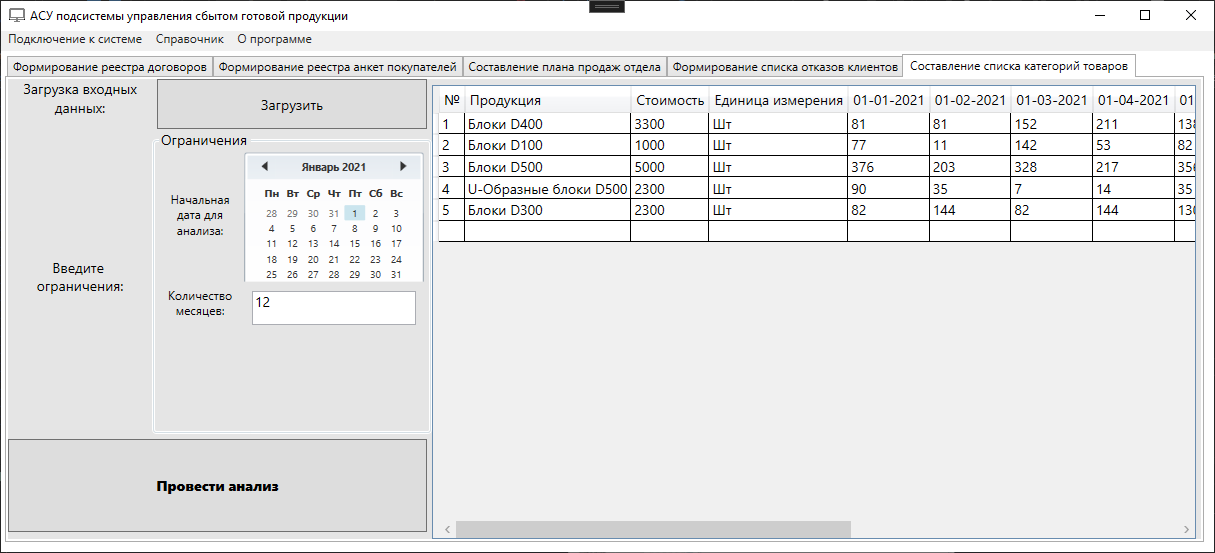 АСУ подсистемы управления сбытом готовой продукции
Подключение к системе Справочник О программе
Формирование реестра договоров Формирование реестра анкет покупателей Составление плана продаж отдела Формирование списка отказов клиентов Составление списка категорий товаров
Загрузка входных
данных:
Загрузить
Ограничения
Январь 2021
Пн Вт Ср Чт Пт Сб Вс
28 29 30 31 1 2 3
4 5 6 7 8 9 10
11 12 13 14 15 16 17
18 19 20 21 22 23 24
25 26 27 28 29 30 31
Начальная
дата для
анализа:
Введите
ограничения:
Количество
месяцев:
12
Провести анализ
№ Продукция Стоимость Единица измерения 01-01-2021 01-02-2021 01-03-2021 01-04-2021 01
1 Блоки D400 3300 Шт 81 81 152 211 138
2 Блоки D100 1000 Шт 77 11 142 53 82
3 Блоки D500 5000 Шт 376 203 328 217 356
4 U-Образные блоки D500 2300 Шт 90 35 7 14 35
5 Блоки D300 2300 Шт 82 144 82 144 130